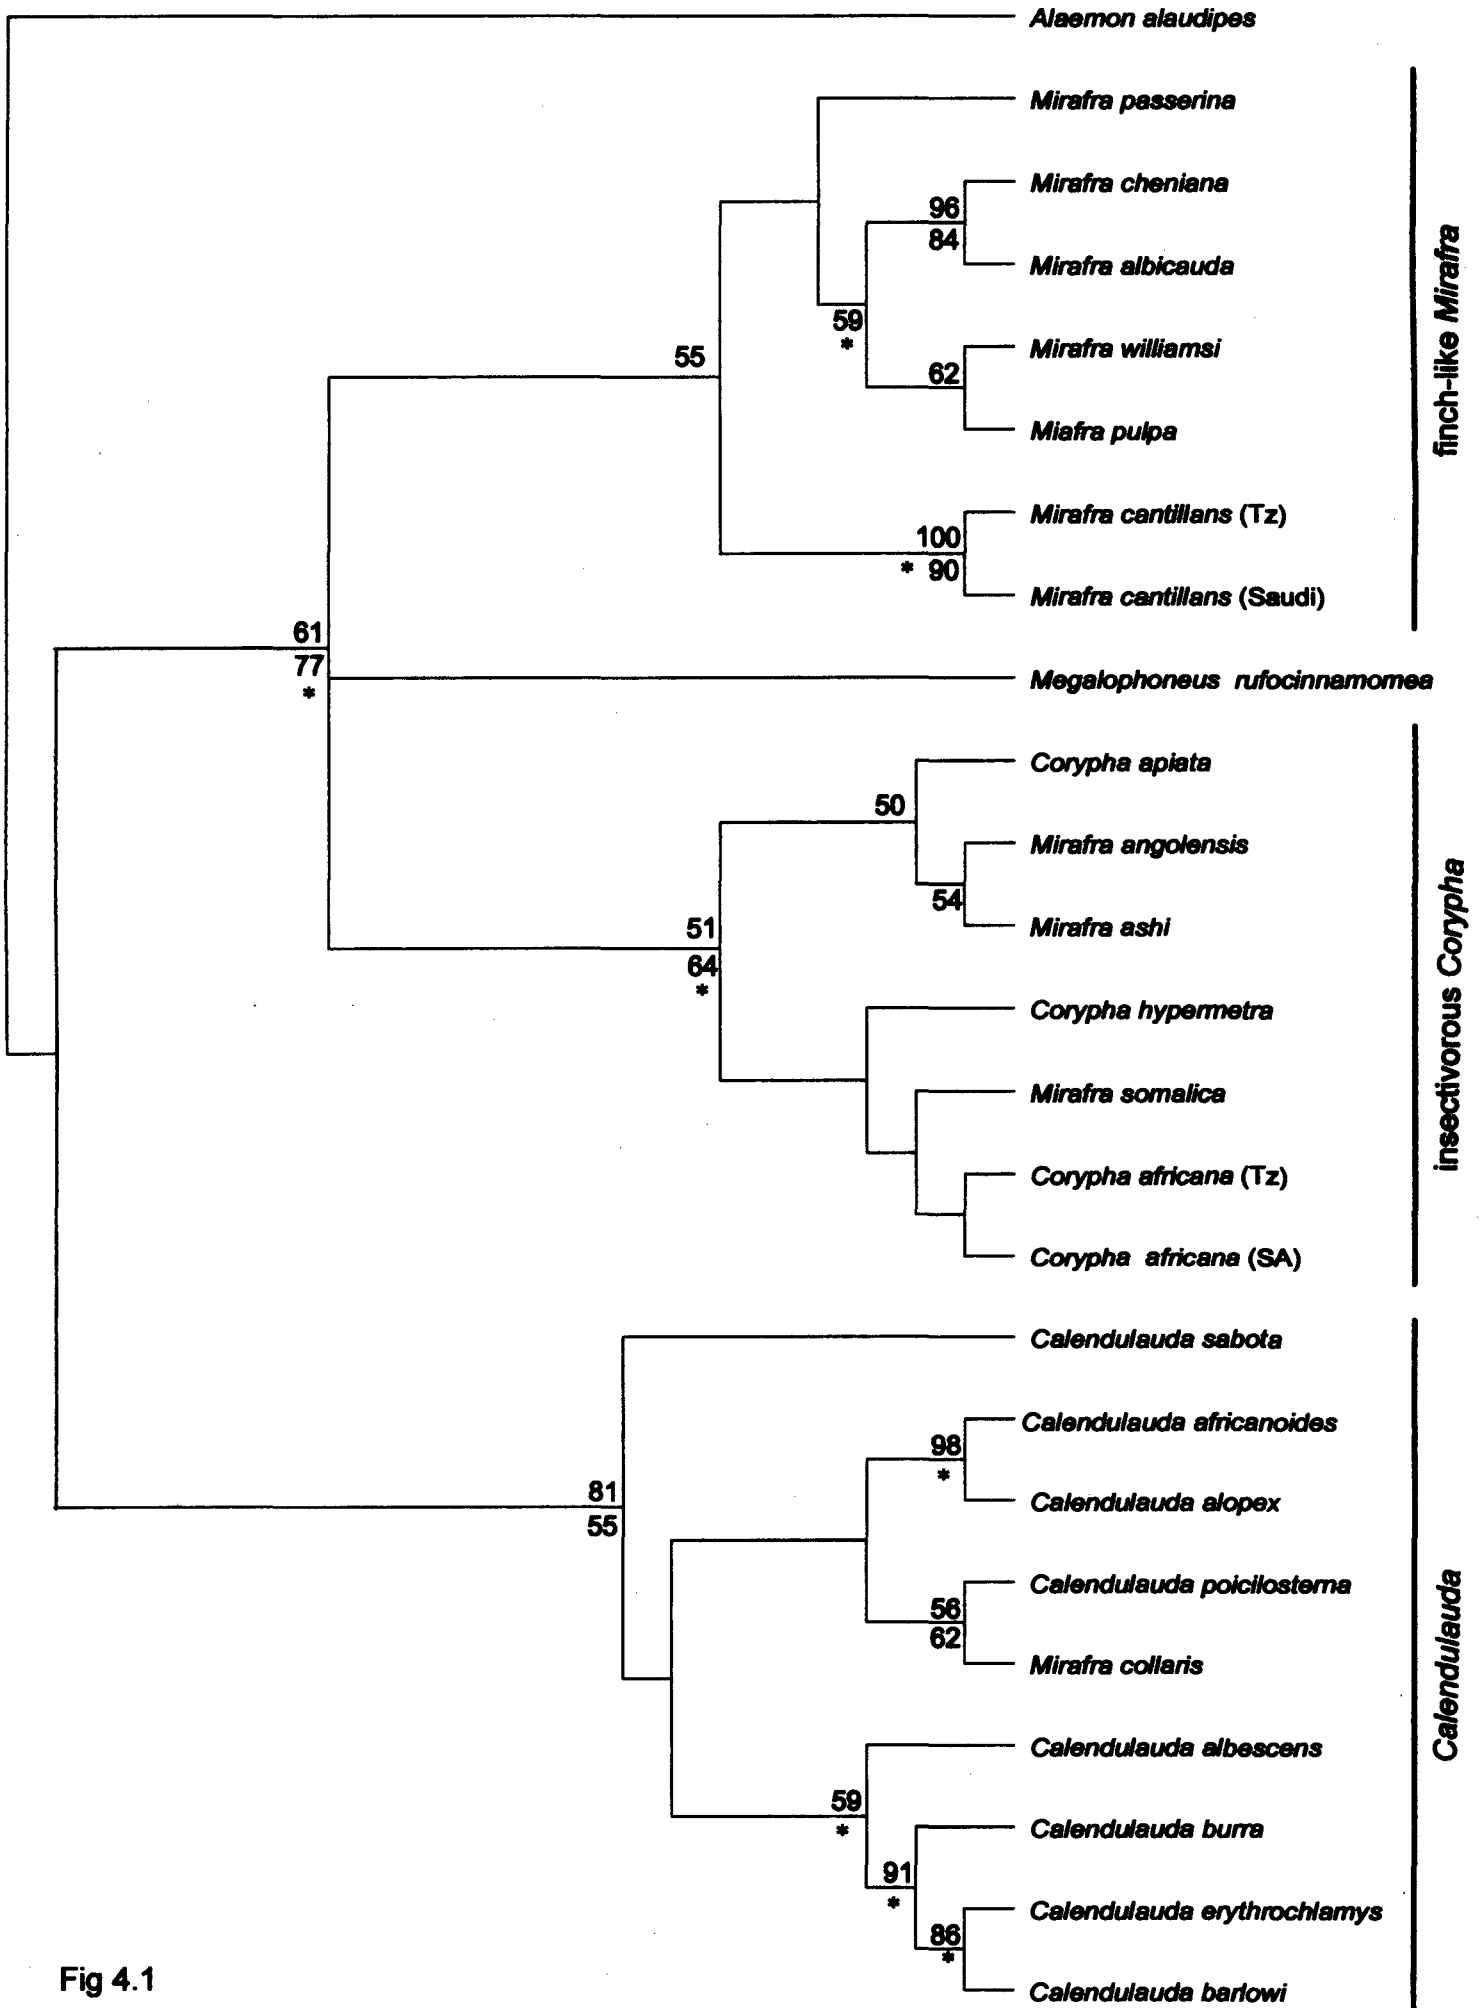 Alaemon alaudipes
Mirafra passerina
Mirafra cheniana
96
84
Mirafra albicauda
59
*
Mirafra williamsi
62
Miafra pulpa
55
Mirafra cantillans (Tz)
100
* 90
Mirafra cantillans (Saudi)
finch-like Mirafra
61
77
*
Megalophoneus rufocinnamomea
Corypha apiata
50
Mirafra angolensis
54
Mirafra ashi
51
64
*
Corypha hypermetra
Mirafra somalica
Corypha africana (Tz)
Corypha africana (SA)
insectivorous Corypha
Calendulauda sabota
Calendulauda africanoides
98
*
Calendulauda alopex
81
55
Calendulauda poicilosterna
56
62
Mirafra collaris
Calendulauda albescens
59
*
Calendulauda burra
91
*
Calendulauda erythrochlamys
86
*
Calendulauda barlowi
Calendulauda
Fig 4.1